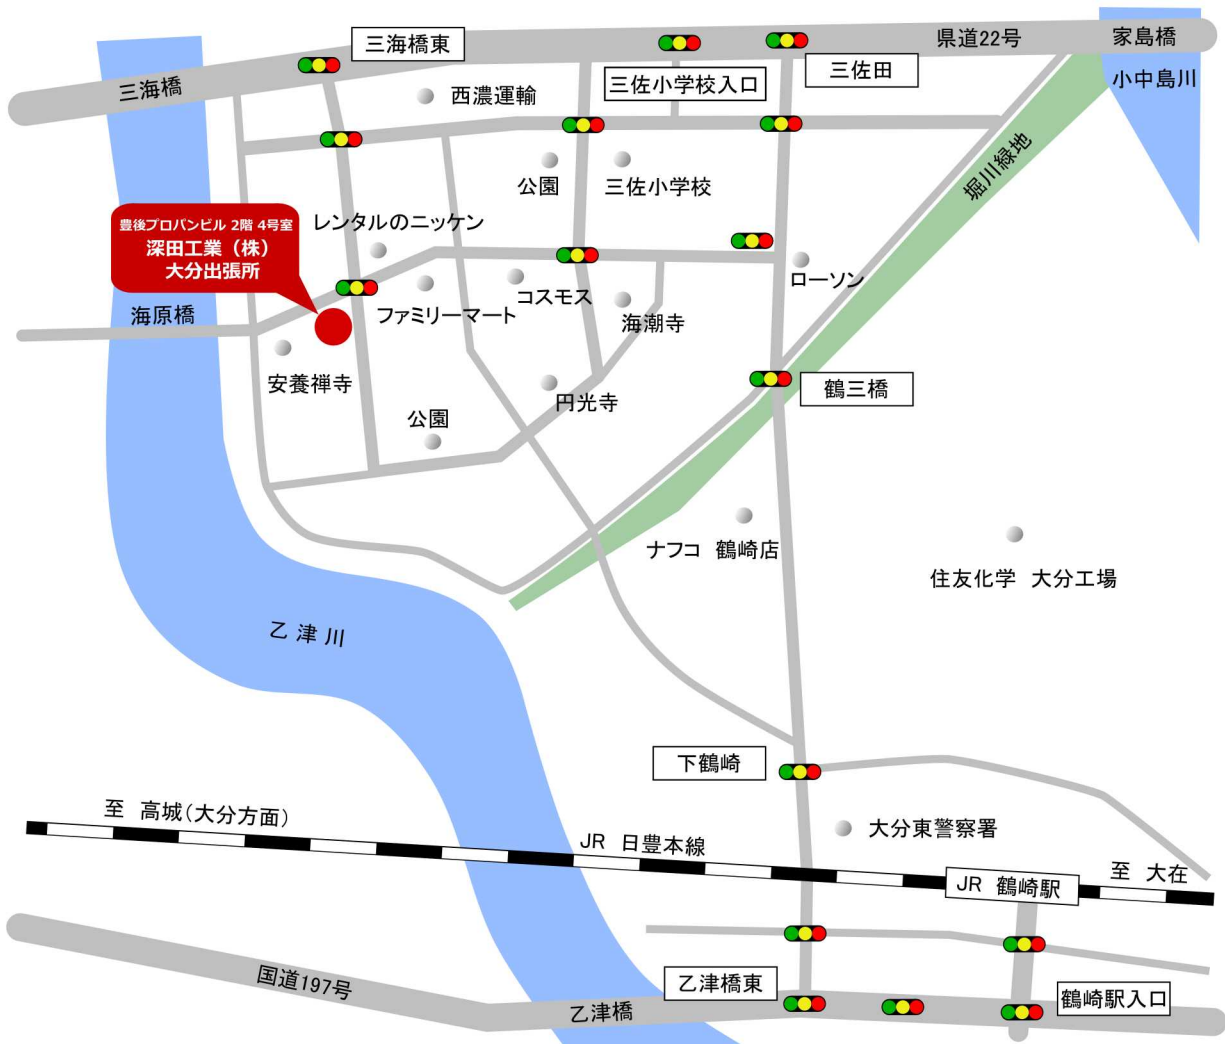 三海橋東
県道22号
家島橋
三佐田
三佐小学校入口
三海橋
西濃運輸
小中島川
堀川緑地
公園
三佐小学校
豊後プロパンビル 2階 4号室
深田工業（株）
大分出張所
レンタルのニッケン
ローソン
コスモス
海原橋
ファミリーマート
海潮寺
安養禅寺
円光寺
鶴三橋
公園
ナフコ 鶴崎店
住友化学 大分工場
乙津川
下鶴崎
至 高城(大分方面)
JR 日豊本線
大分東警察署
至 大在
JR 鶴崎駅
国道197号
乙津橋東
鶴崎駅入口
乙津橋